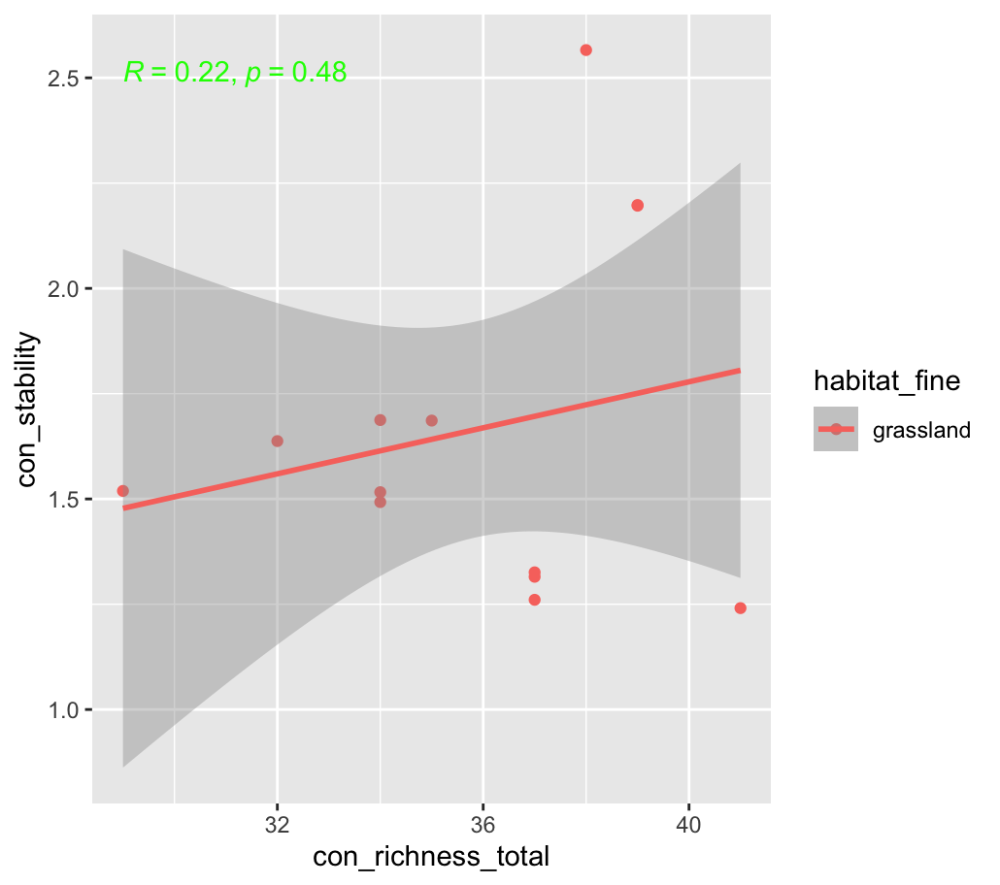 R = 0.22, p = 0.48
2.5
2.0
1.5
1.0
con_stability
32
36
40
con_richness_total
habitat_fine
grassland